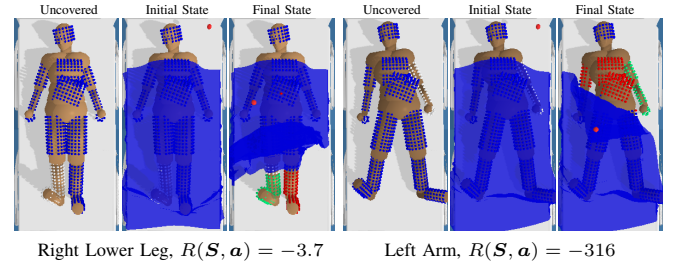 Uncovered Initial State Final State Uncovered Initial State Final State
Right Lower Leg, R(S, a) = −3.7 Left Arm, R(S, a) = −316